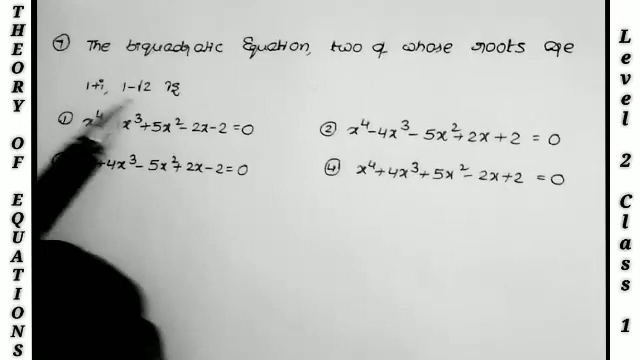 THEORY OF EQUATIONS
⑦ The biquadratic Equation, two of whose roots are
1+i, 1-√2 is
① x⁴ x³+5x²-2x-2=0
② x⁴-4x³-5x²+2x+2=0
+4x³-5x²+2x-2=0
④ x⁴+4x³+5x²-2x+2=0
Level 2 Class 1